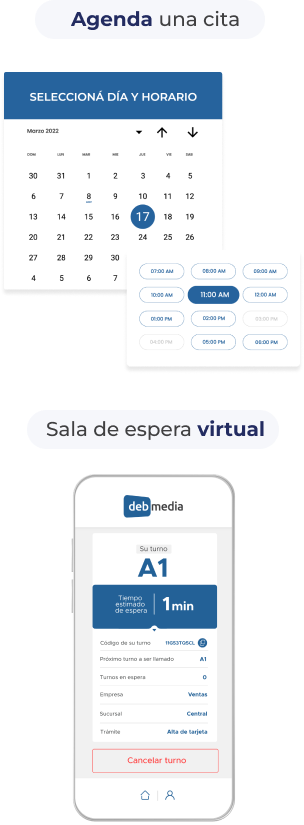 Agenda una cita
SELECCIONÁ DÍA Y HORARIO
Marzo 2022
DOM LUN MAR MIE JUE VIE SAB
30 31 1 2 3 4 5
6 7 8 9 10 11 12
13 14 15 16 17 18 19
20 21 22 23 24 25 26
27 28 29 30
4 5 6 7
07:00 AM 08:00 AM 09:00 AM
10:00 AM 11:00 AM 12:00 AM
01:00 PM 02:00 PM 03:00 PM
04:00 PM 05:00 PM 06:00 PM
Sala de espera virtual
debmedia
Su turno
A1
Tiempo
estimado
de espera
1min
Código de su turno 11GS3TG5CL
Próximo turno a ser llamado A1
Turnos en espera 0
Empresa Ventas
Sucursal Central
Trámite Alta de tarjeta
Cancelar turno